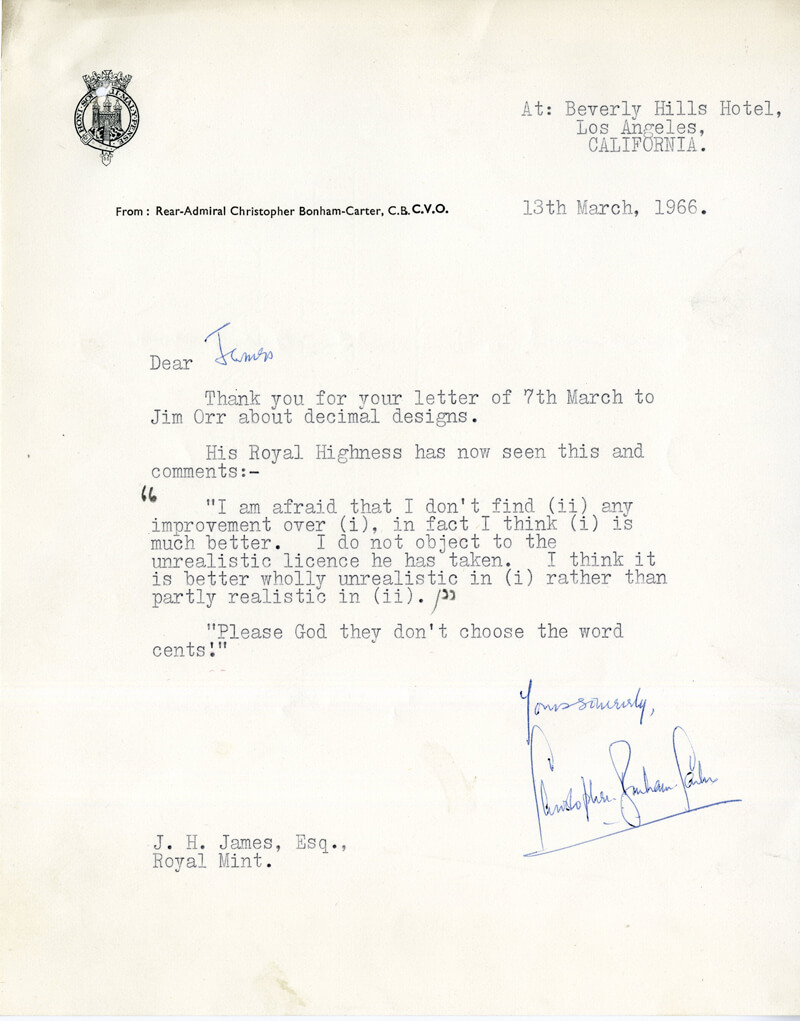 HONI·SOIT·QUI·MAL·Y·PENSE
At: Beverly Hills Hotel,
Los Angeles,
CALIFORNIA.
From : Rear-Admiral Christopher Bonham-Carter, C.B. C.V.O.
13th March, 1966.
Dear James
Thank you for your letter of 7th March to
Jim Orr about decimal designs.
His Royal Highness has now seen this and
comments:-
“
"I am afraid that I don't find (ii) any
improvement over (i), in fact I think (i) is
much better. I do not object to the
unrealistic licence he has taken. I think it
is better wholly unrealistic in (i) rather than
partly realistic in (ii). /”
"Please God they don't choose the word
cents!"
Yours sincerely,
Christopher Bonham-Carter
J. H. James, Esq.,
Royal Mint.